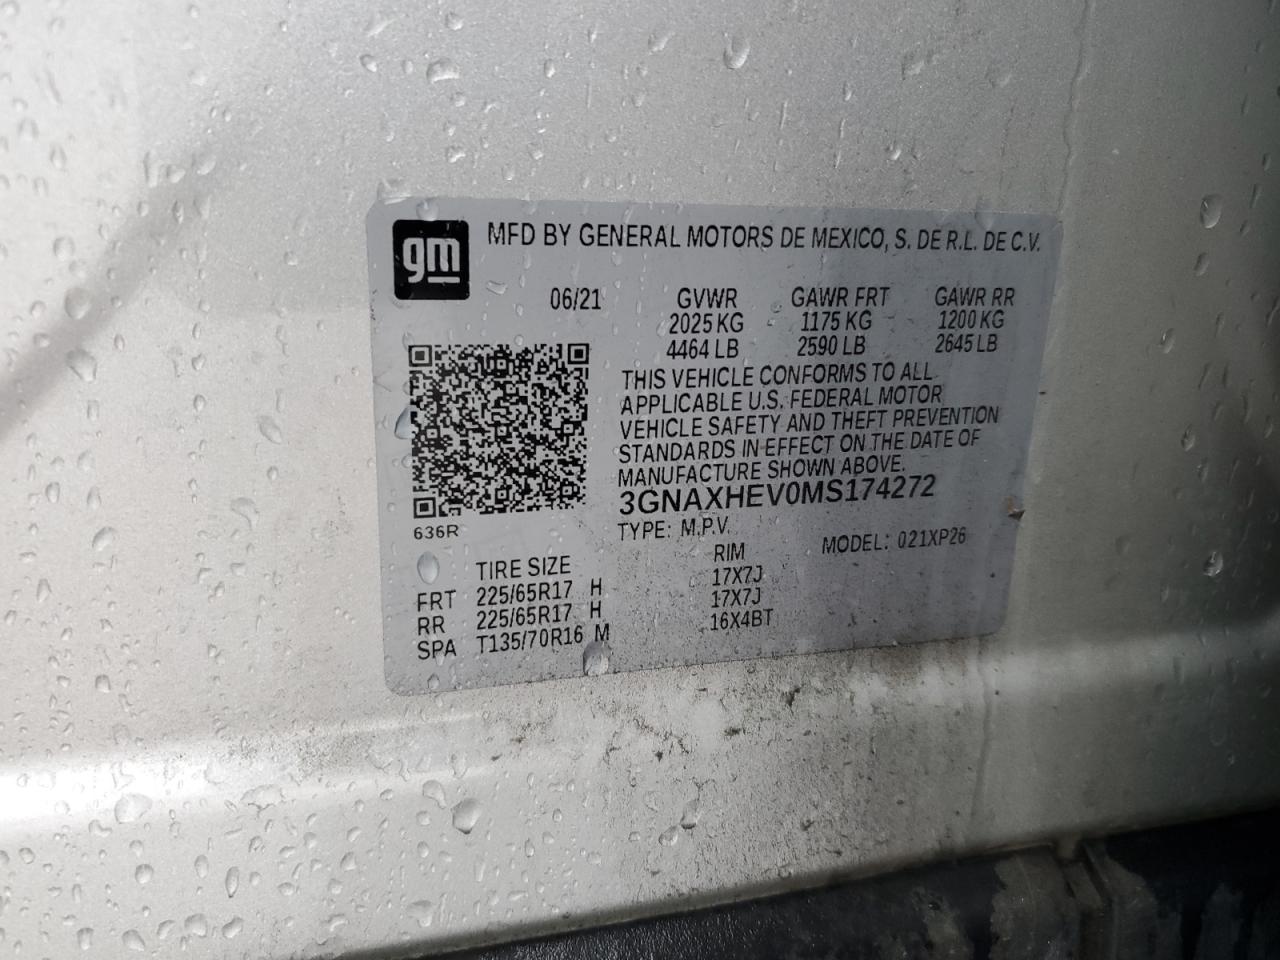 gm
MFD BY GENERAL MOTORS DE MEXICO, S. DE R.L. DE C.V.
06/21 GVWR GAWR FRT GAWR RR
2025 KG 1175 KG 1200 KG
4464 LB 2590 LB 2645 LB
THIS VEHICLE CONFORMS TO ALL
APPLICABLE U.S. FEDERAL MOTOR
VEHICLE SAFETY AND THEFT PREVENTION
STANDARDS IN EFFECT ON THE DATE OF
MANUFACTURE SHOWN ABOVE.
3GNAXHEV0MS174272
636R
TYPE: M.P.V. MODEL: 021XP26
TIRE SIZE RIM
FRT 225/65R17 H 17X7J
RR 225/65R17 H 17X7J
SPA T135/70R16 M 16X4BT